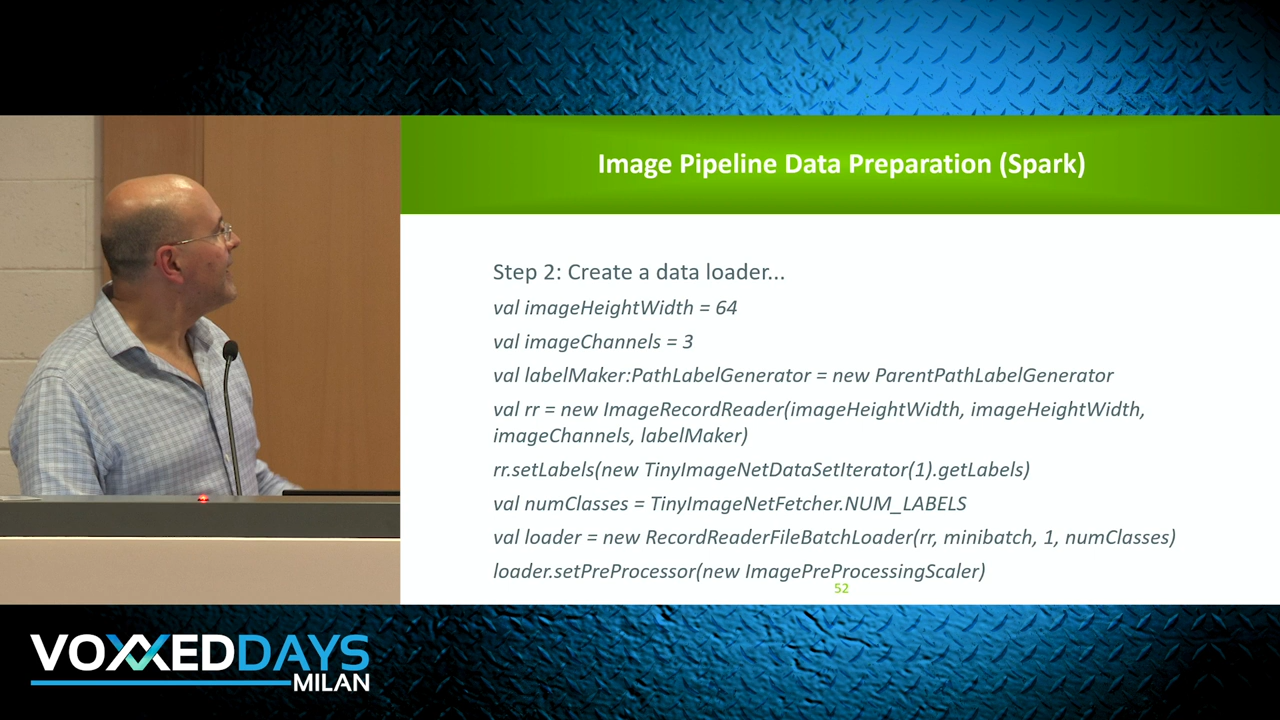 Image Pipeline Data Preparation (Spark)
Step 2: Create a data loader...
val imageHeightWidth = 64
val imageChannels = 3
val labelMaker:PathLabelGenerator = new ParentPathLabelGenerator
val rr = new ImageRecordReader(imageHeightWidth, imageHeightWidth,
imageChannels, labelMaker)
rr.setLabels(new TinyImageNetDataSetIterator(1).getLabels)
val numClasses = TinyImageNetFetcher.NUM_LABELS
val loader = new RecordReaderFileBatchLoader(rr, minibatch, 1, numClasses)
loader.setPreProcessor(new ImagePreProcessingScaler)
52
VOXXEDDAYS
MILAN